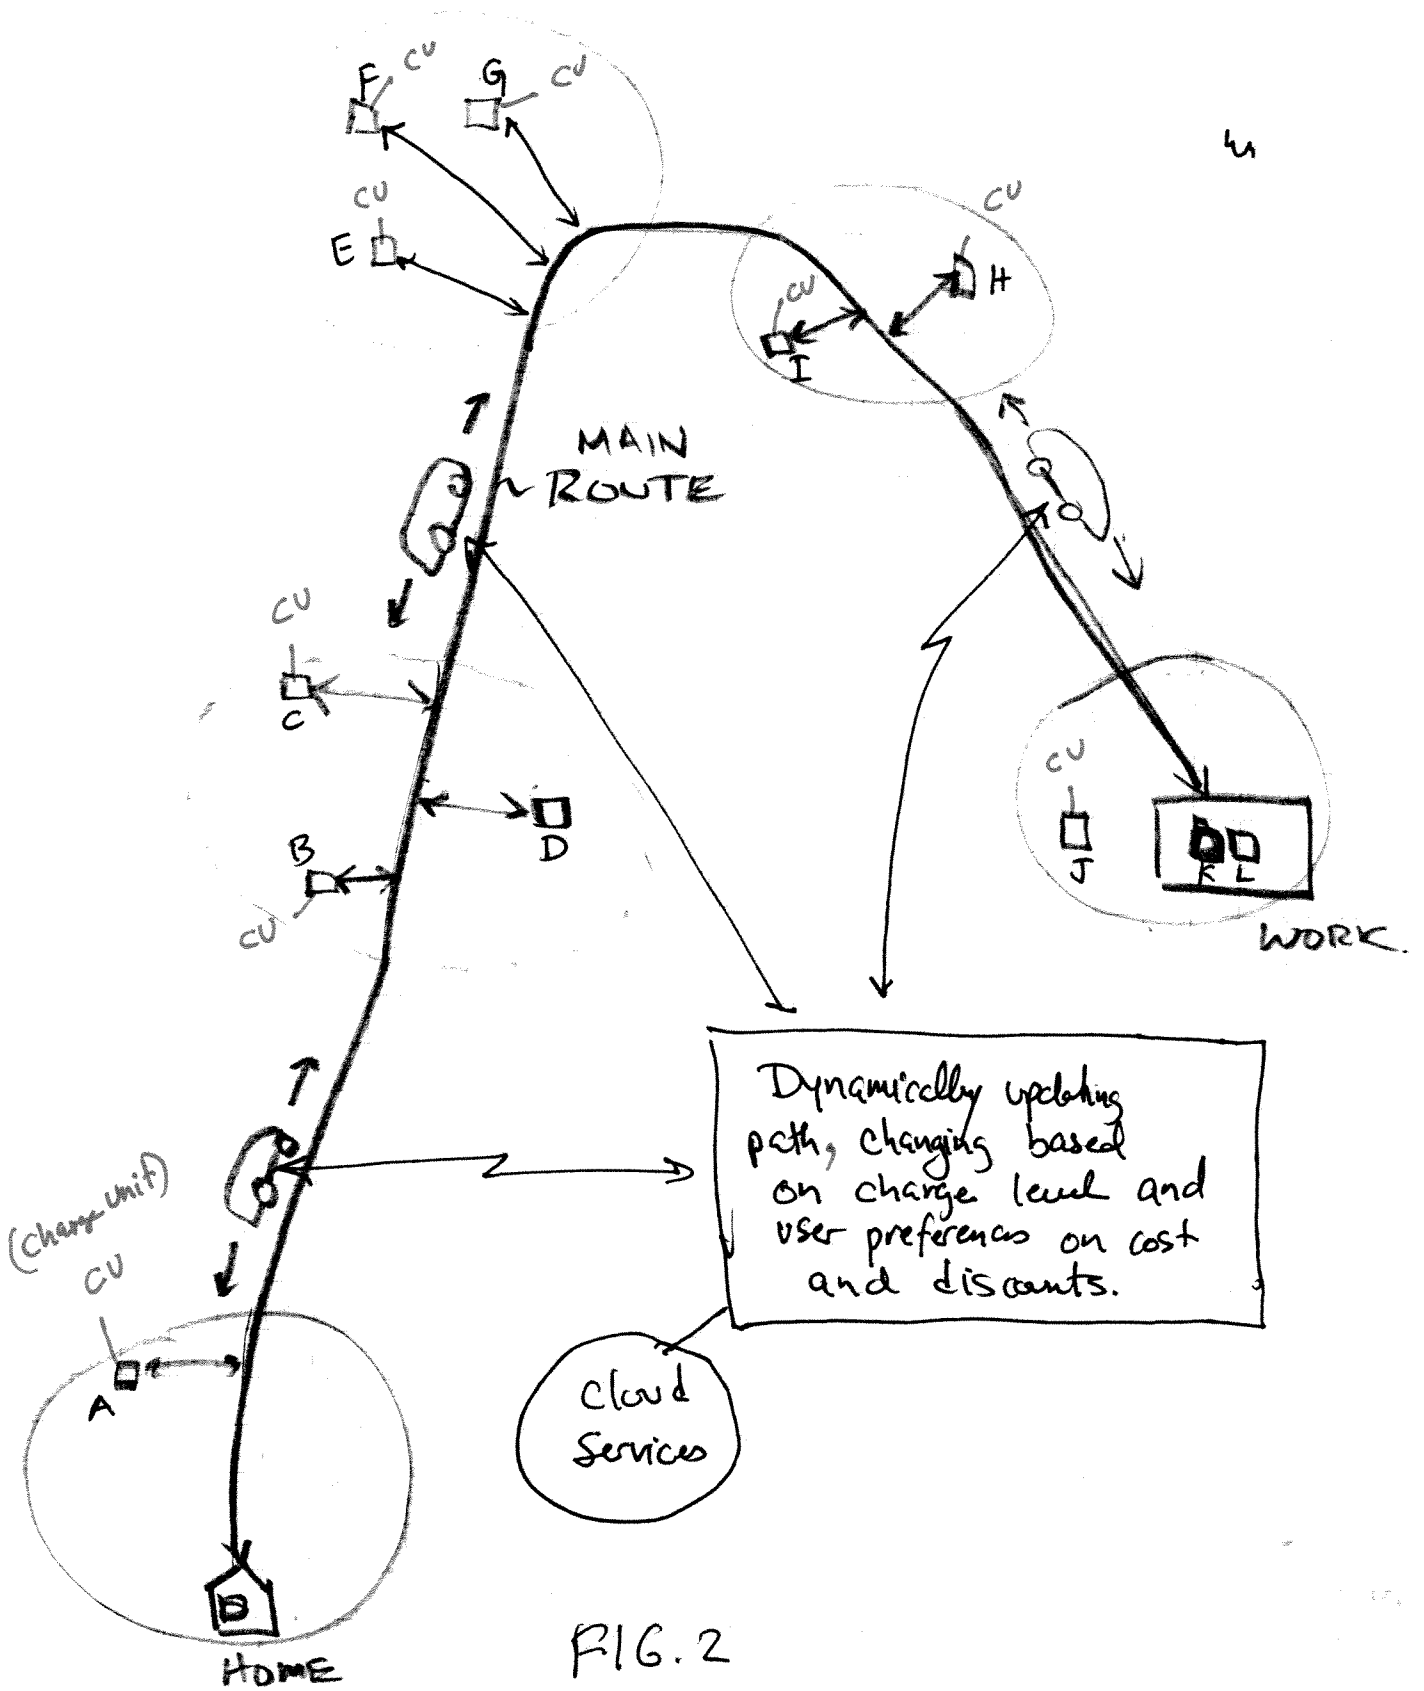 F
CU
G
CU
CU
E
CU
H
CU
I
MAIN
ROUTE
CU
C
D
B
CU
CU
J
K
L
WORK.
Dynamically updating
path, changing based
on charge level and
user preferences on cost
and discounts.
(charge unit)
CU
A
Cloud
Services
HOME
FIG. 2